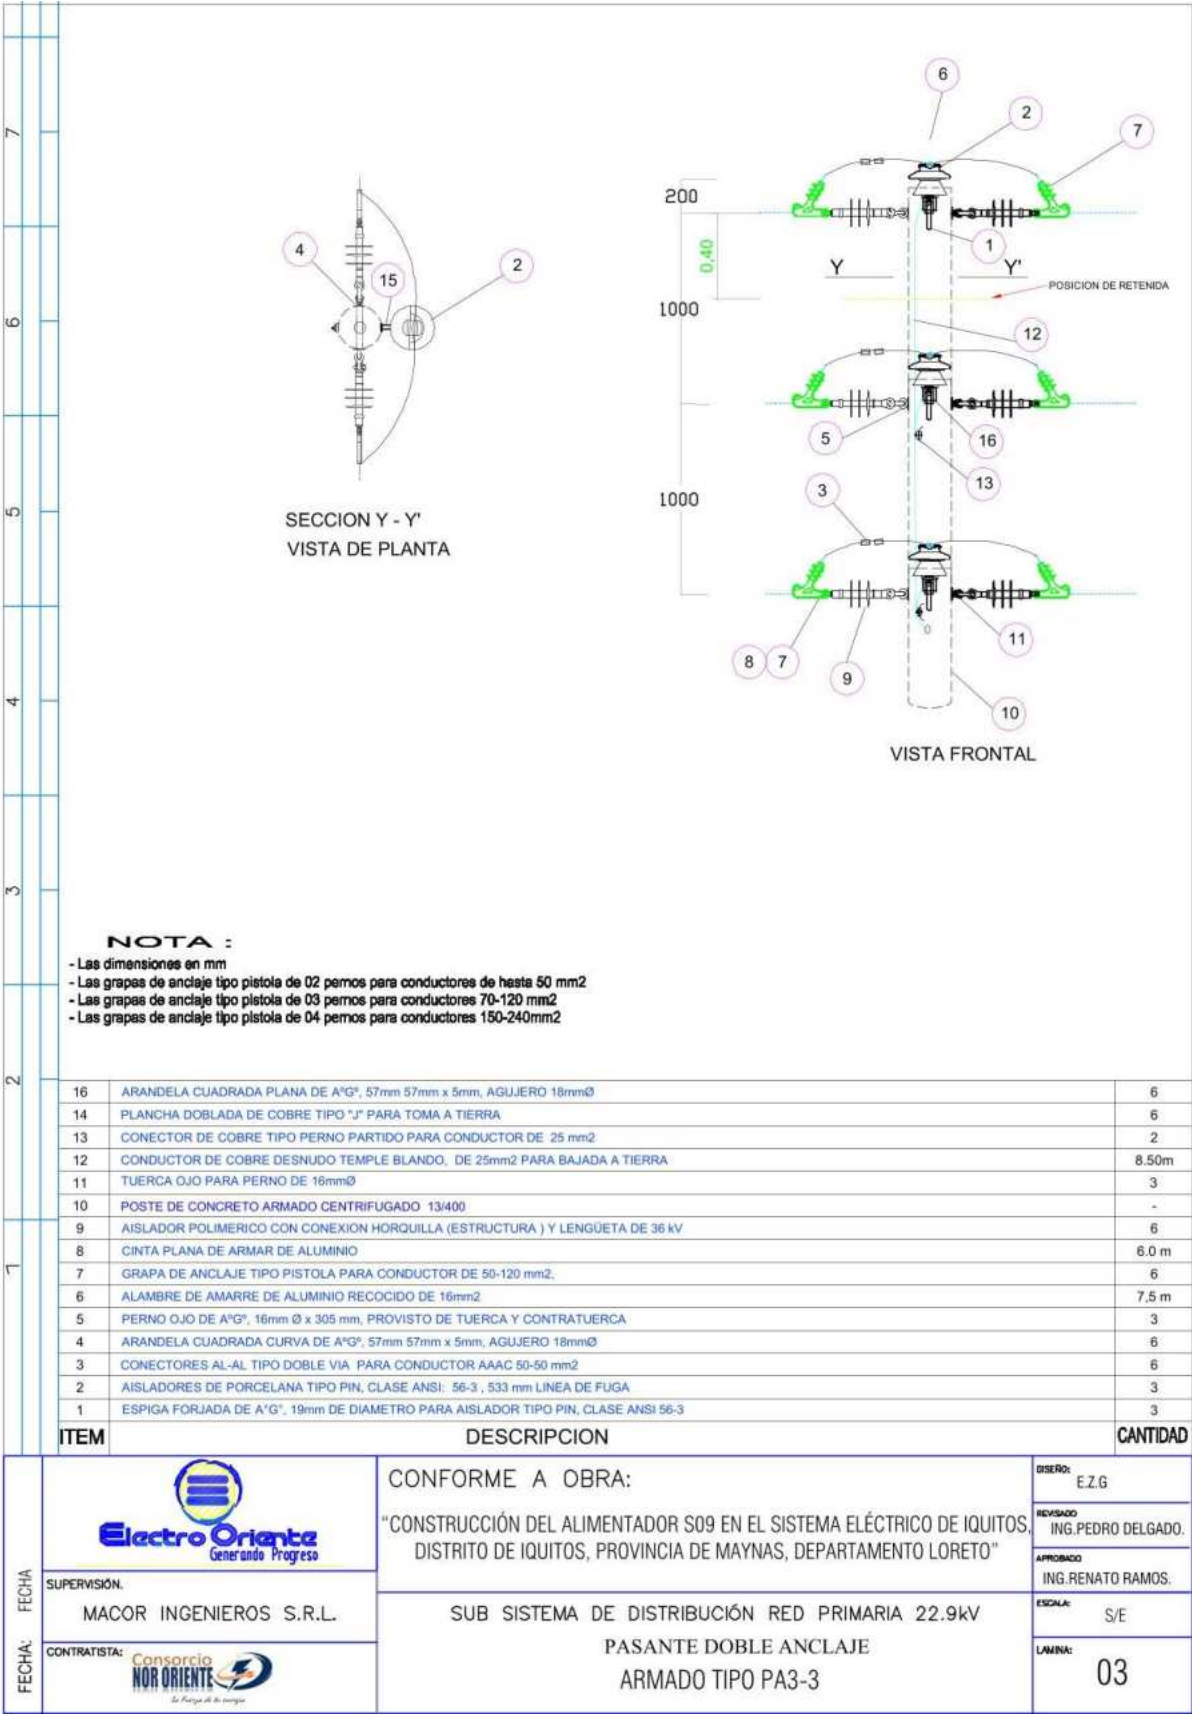 7
6
5
4
3
2
1
6
2
7
200
0,40
1
Y
Y'
POSICION DE RETENIDA
1000
12
5
16
13
3
1000
8
7
9
11
10
VISTA FRONTAL
4
15
2
SECCION Y - Y'
VISTA DE PLANTA
NOTA :
- Las dimensiones en mm
- Las grapas de anclaje tipo pistola de 02 pernos para conductores de hasta 50 mm2
- Las grapas de anclaje tipo pistola de 03 pernos para conductores 70-120 mm2
- Las grapas de anclaje tipo pistola de 04 pernos para conductores 150-240mm2
16 ARANDELA CUADRADA PLANA DE AºGº, 57mm 57mm x 5mm, AGUJERO 18mmØ 6
14 PLANCHA DOBLADA DE COBRE TIPO "J" PARA TOMA A TIERRA 6
13 CONECTOR DE COBRE TIPO PERNO PARTIDO PARA CONDUCTOR DE 25 mm2 2
12 CONDUCTOR DE COBRE DESNUDO TEMPLE BLANDO, DE 25mm2 PARA BAJADA A TIERRA 8.50m
11 TUERCA OJO PARA PERNO DE 16mmØ 3
10 POSTE DE CONCRETO ARMADO CENTRIFUGADO 13/400 -
9 AISLADOR POLIMERICO CON CONEXION HORQUILLA (ESTRUCTURA ) Y LENGÜETA DE 36 kV 6
8 CINTA PLANA DE ARMAR DE ALUMINIO 6.0 m
7 GRAPA DE ANCLAJE TIPO PISTOLA PARA CONDUCTOR DE 50-120 mm2. 6
6 ALAMBRE DE AMARRE DE ALUMINIO RECOCIDO DE 16mm2 7,5 m
5 PERNO OJO DE AºGº, 16mm Ø x 305 mm, PROVISTO DE TUERCA Y CONTRATUERCA 3
4 ARANDELA CUADRADA CURVA DE AºGº, 57mm 57mm x 5mm, AGUJERO 18mmØ 6
3 CONECTORES AL-AL TIPO DOBLE VIA PARA CONDUCTOR AAAC 50-50 mm2 6
2 AISLADORES DE PORCELANA TIPO PIN, CLASE ANSI: 56-3 , 533 mm LINEA DE FUGA 3
1 ESPIGA FORJADA DE A°G°, 19mm DE DIAMETRO PARA AISLADOR TIPO PIN, CLASE ANSI 56-3 3
ITEM DESCRIPCION CANTIDAD
Electro Oriente
Generando Progreso
SUPERVISIÓN.
MACOR INGENIEROS S.R.L.
CONTRATISTA:
Consorcio
NOR ORIENTE
La Fuerza de tu energía
FECHA: FECHA
CONFORME A OBRA:
"CONSTRUCCIÓN DEL ALIMENTADOR S09 EN EL SISTEMA ELÉCTRICO DE IQUITOS,
DISTRITO DE IQUITOS, PROVINCIA DE MAYNAS, DEPARTAMENTO LORETO"
SUB SISTEMA DE DISTRIBUCIÓN RED PRIMARIA 22.9kV
PASANTE DOBLE ANCLAJE
ARMADO TIPO PA3-3
DISEÑO:
E.Z.G
REVISADO
ING.PEDRO DELGADO.
APROBADO
ING.RENATO RAMOS.
ESCALA:
S/E
LAMINA:
03